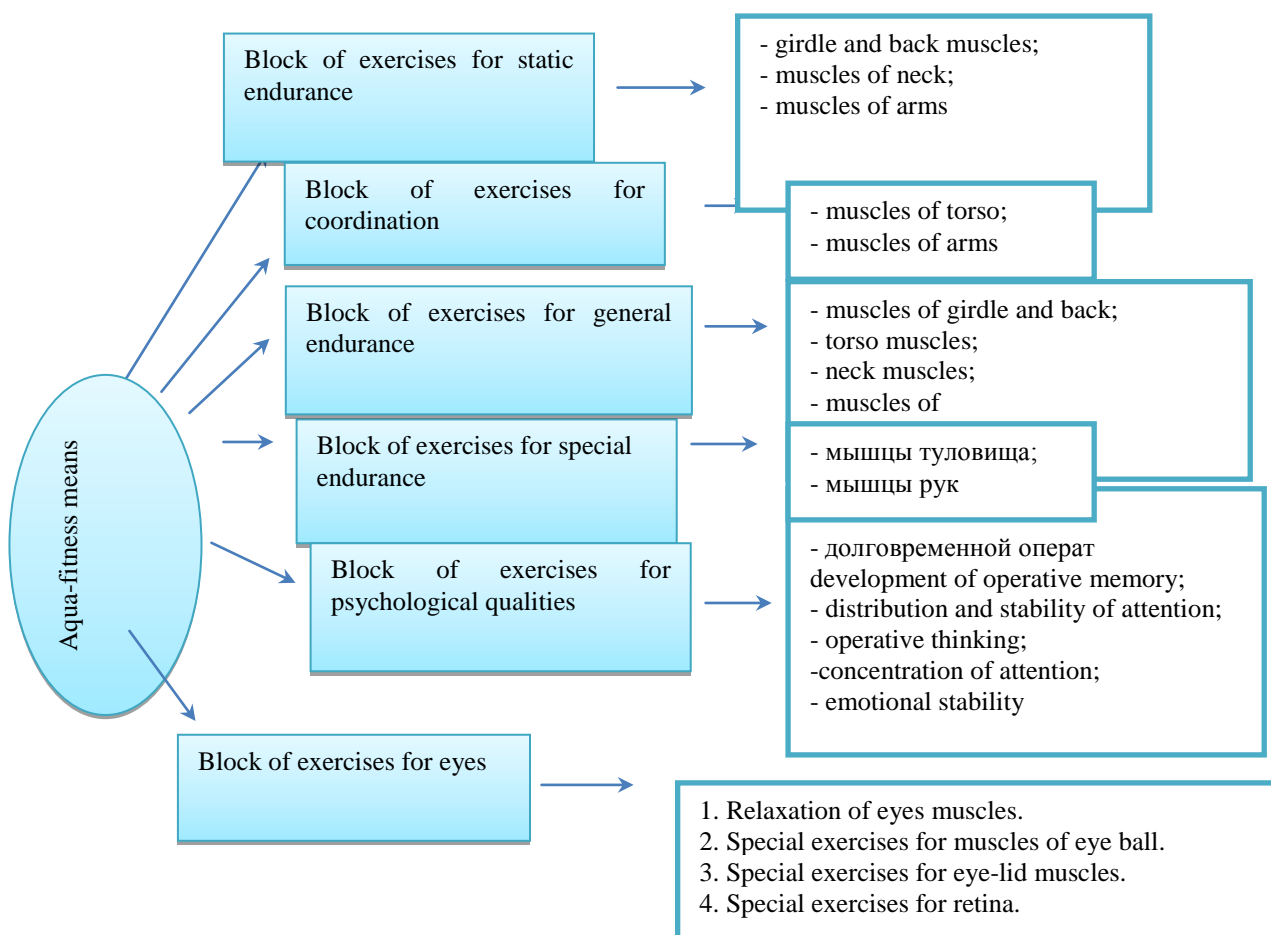 Aqua-fitness means
Block of exercises for static
endurance
- girdle and back muscles;
- muscles of neck;
- muscles of arms
Block of exercises for
coordination
- muscles of torso;
- muscles of arms
Block of exercises for general
endurance
- muscles of girdle and back;
- torso muscles;
- neck muscles;
- muscles of
Block of exercises for special
endurance
- мышцы туловища;
- мышцы рук
Block of exercises for
psychological qualities
- долговременной операт
development of operative memory;
- distribution and stability of attention;
- operative thinking;
-concentration of attention;
- emotional stability
Block of exercises for eyes
1. Relaxation of eyes muscles.
2. Special exercises for muscles of eye ball.
3. Special exercises for eye-lid muscles.
4. Special exercises for retina.